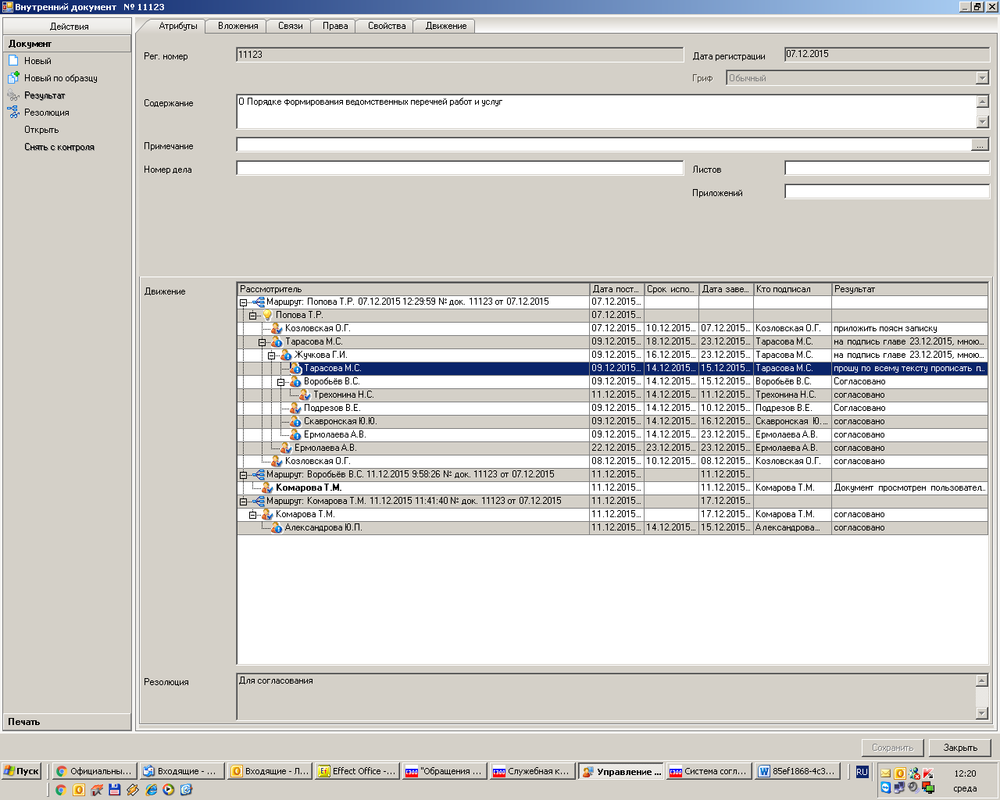 Внутренний документ № 11123
Действия
Документ
Новый
Новый по образцу
Результат
Резолюция
Открыть
Снять с контроля
Печать
Атрибуты Вложения Связи Права Свойства Движение
Рег. номер 11123 Дата регистрации 07.12.2015
Гриф Обычный
Содержание О Порядке формирования ведомственных перечней работ и услуг
Примечание ...
Номер дела Листов
Приложений
Движение
Рассмотритель Дата пост... Срок испо... Дата заве... Кто подписал Результат
Маршрут: Попова Т.Р. 07.12.2015 12:29:59 № док. 11123 от 07.12.2015 07.12.2015...
Попова Т.Р. 07.12.2015...
Козловская О.Г. 07.12.2015... 10.12.2015... 07.12.2015... Козловская О.Г. приложить поясн записку
Тарасова М.С. 09.12.2015... 18.12.2015... 23.12.2015... Тарасова М.С. на подпись главе 23.12.2015, мною...
Жучкова Г.И. 09.12.2015... 16.12.2015... 23.12.2015... Тарасова М.С. на подпись главе 23.12.2015, мною...
Тарасова М.С. 09.12.2015... 14.12.2015... 15.12.2015... Тарасова М.С. прошу по всему тексту прописать п...
Воробьёв В.С. 09.12.2015... 14.12.2015... 15.12.2015... Воробьёв В.С. Согласовано
Трехонина Н.С. 11.12.2015... 14.12.2015... 11.12.2015... Трехонина Н.С. согласовано
Подрезов В.Е. 09.12.2015... 14.12.2015... 10.12.2015... Подрезов В.Е. Согласовано
Скавронская Ю.Ю. 09.12.2015... 14.12.2015... 16.12.2015... Скавронская Ю.... согласовано
Ермолаева А.В. 09.12.2015... 14.12.2015... 23.12.2015... Ермолаева А.В. согласовано
Ермолаева А.В. 22.12.2015... 23.12.2015... 23.12.2015... Ермолаева А.В. согласовано
Козловская О.Г. 08.12.2015... 10.12.2015... 08.12.2015... Козловская О.Г. согласовано
Маршрут: Воробьёв В.С. 11.12.2015 9:58:26 № док. 11123 от 07.12.2015 11.12.2015... 11.12.2015...
Комарова Т.М. 11.12.2015... 11.12.2015... Комарова Т.М. Документ просмотрен пользовател...
Маршрут: Комарова Т.М. 11.12.2015 11:41:40 № док. 11123 от 07.12.2015 11.12.2015... 17.12.2015...
Комарова Т.М. 11.12.2015... 17.12.2015... Комарова Т.М. согласовано
Александрова Ю.П. 11.12.2015... 14.12.2015... 15.12.2015... Александрова... согласовано
Резолюция Для согласования
Сохранить Закрыть
Пуск Официальны... Входящие - ... Входящие - Л... Effect Office -... "Обращения ... Служебная к... Управление ... Система согл... 85ef1868-4c3... RU 12:20
среда